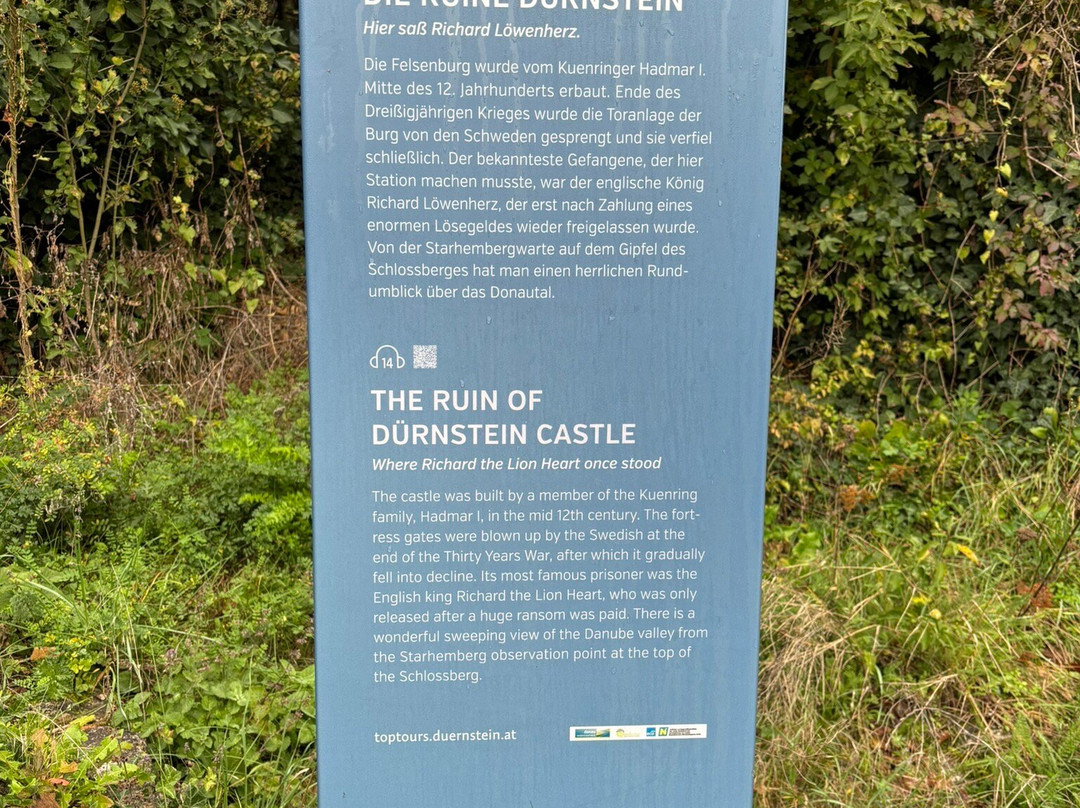 DIE RUINE DÜRNSTEIN
Hier saß Richard Löwenherz.
Die Felsenburg wurde vom Kuenringer Hadmar I.
Mitte des 12. Jahrhunderts erbaut. Ende des
Dreißigjährigen Krieges wurde die Toranlage der
Burg von den Schweden gesprengt und sie verfiel
schließlich. Der bekannteste Gefangene, der hier
Station machen musste, war der englische König
Richard Löwenherz, der erst nach Zahlung eines
enormen Lösegeldes wieder freigelassen wurde.
Von der Starhembergwarte auf dem Gipfel des
Schlossberges hat man einen herrlichen Rund-
umblick über das Donautal.
14
THE RUIN OF
DÜRNSTEIN CASTLE
Where Richard the Lion Heart once stood
The castle was built by a member of the Kuenring
family, Hadmar I, in the mid 12th century. The fort-
ress gates were blown up by the Swedish at the
end of the Thirty Years War, after which it gradually
fell into decline. Its most famous prisoner was the
English king Richard the Lion Heart, who was only
released after a huge ransom was paid. There is a
wonderful sweeping view of the Danube valley from
the Starhemberg observation point at the top of
the Schlossberg.
toptours.duernstein.at